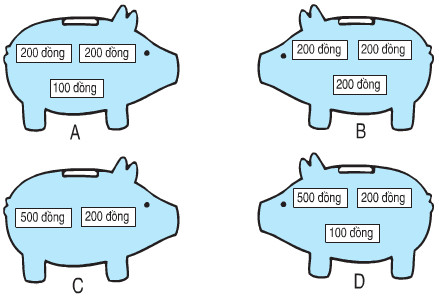 200 đồng 200 đồng
100 đồng
A
200 đồng 200 đồng
200 đồng
B
500 đồng 200 đồng
C
500 đồng 200 đồng
100 đồng
D